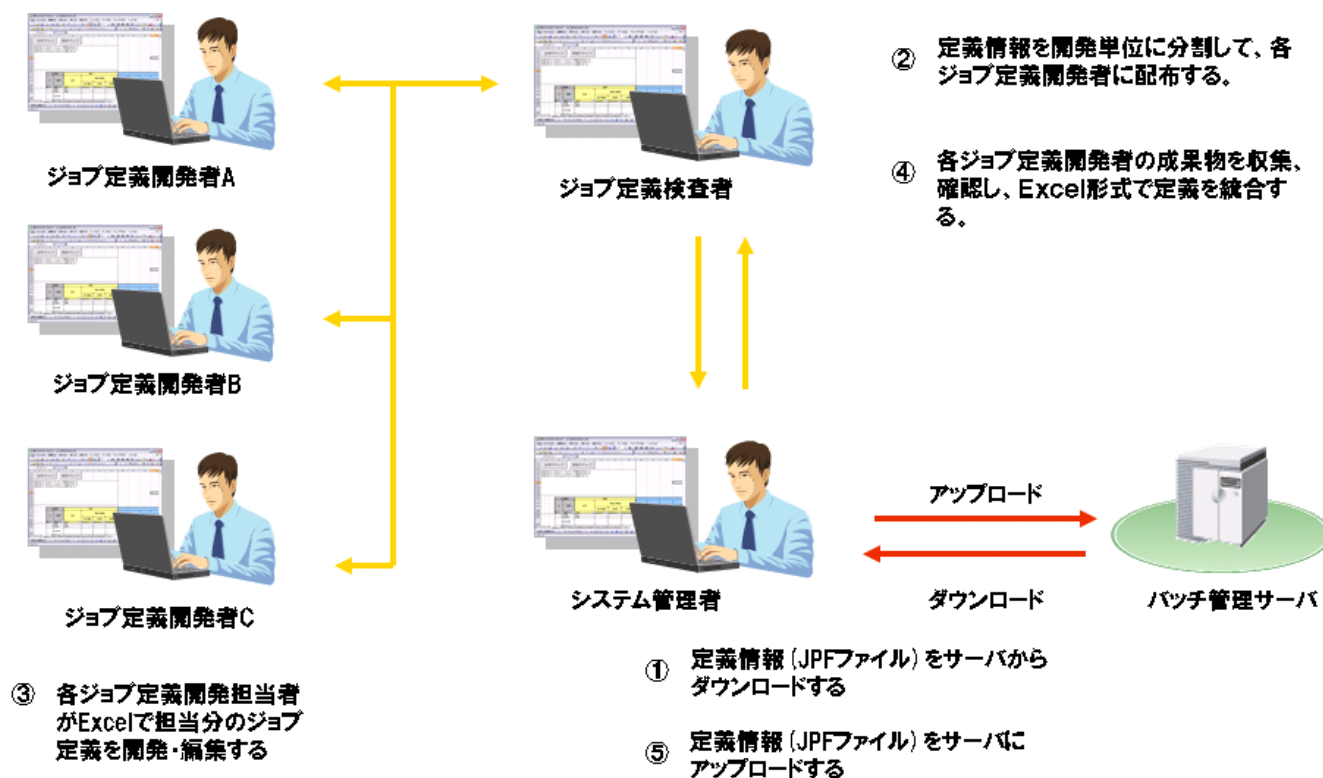 ジョブ定義開発者A
ジョブ定義検査者
② 定義情報を開発単位に分割して、各
ジョブ定義開発者に配布する。
④ 各ジョブ定義開発者の成果物を収集、
確認し、Excel形式で定義を統合す
る。
ジョブ定義開発者B
ジョブ定義開発者C
システム管理者
アップロード
ダウンロード
バッチ管理サーバ
① 定義情報(JPFファイル)をサーバから
ダウンロードする
③ 各ジョブ定義開発担当者
がExcelで担当分のジョブ
定義を開発・編集する
⑤ 定義情報(JPFファイル)をサーバに
アップロードする